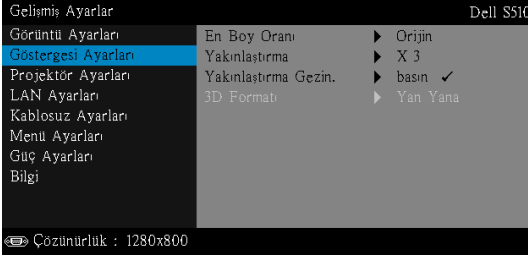 Gelişmiş Ayarlar Dell S510
Görüntü Ayarları
Göstergesi Ayarları
Projektör Ayarları
LAN Ayarları
Kablosuz Ayarları
Menü Ayarları
Güç Ayarları
Bilgi
En Boy Oranı Orijin
Yakınlaştırma X 3
Yakınlaştırma Gezin. basın ✓
3D Formatı Yan Yana
Çözünürlük : 1280x800